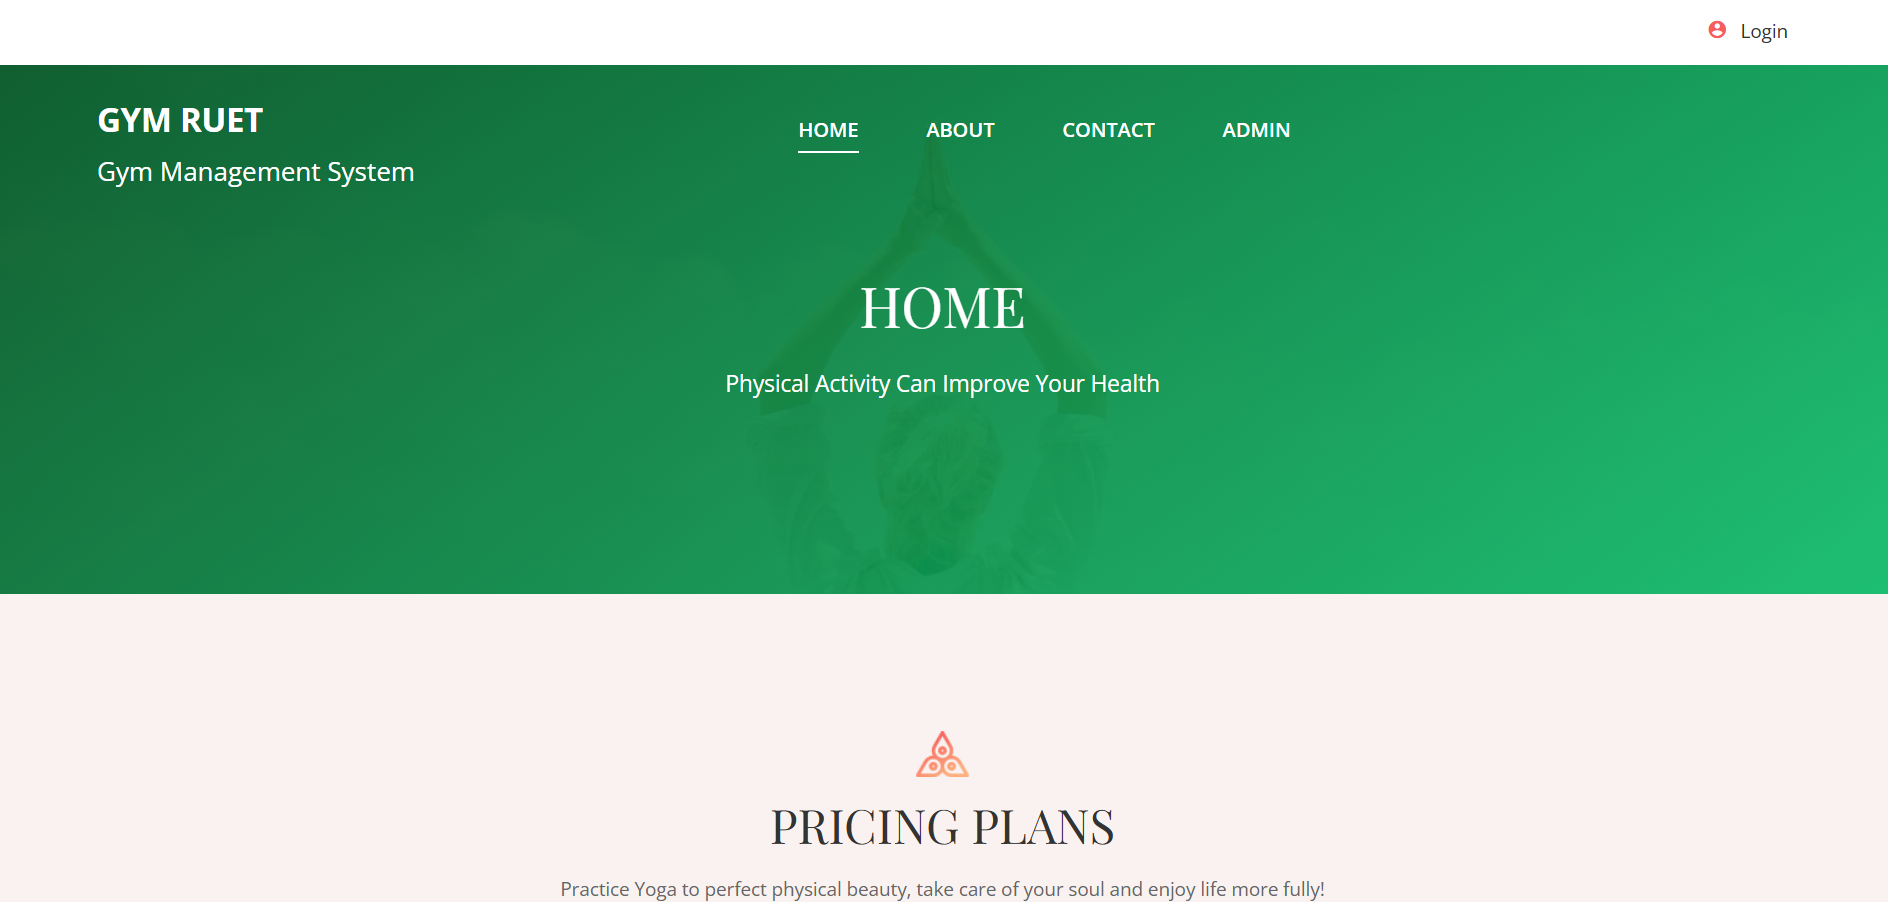 Login
GYM RUET
Gym Management System
HOME
ABOUT
CONTACT
ADMIN
HOME
Physical Activity Can Improve Your Health
PRICING PLANS
Practice Yoga to perfect physical beauty, take care of your soul and enjoy life more fully!